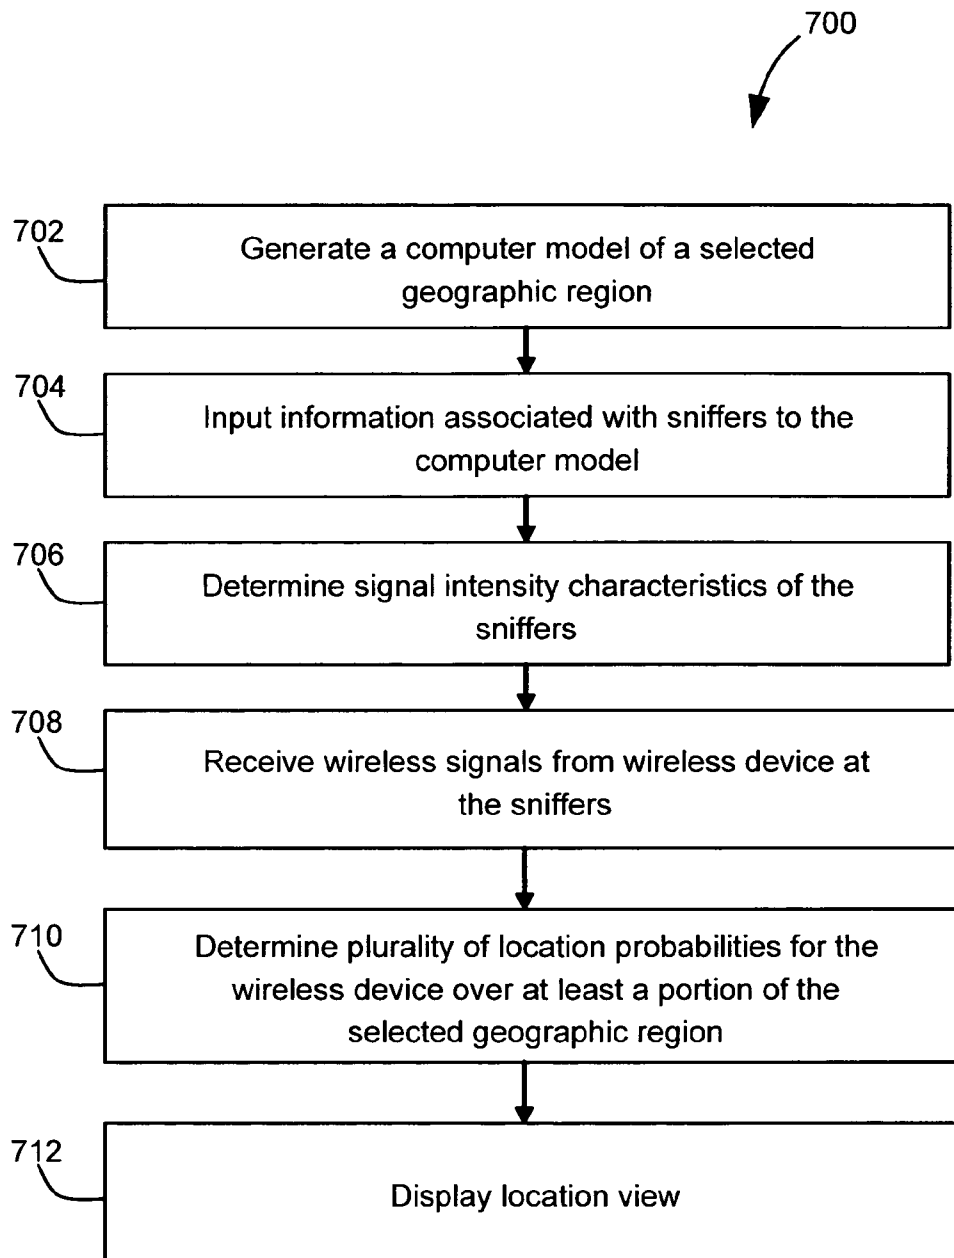 700
702
Generate a computer model of a selected
geographic region
704
Input information associated with sniffers to the
computer model
706
Determine signal intensity characteristics of the
sniffers
708
Receive wireless signals from wireless device at
the sniffers
710
Determine plurality of location probabilities for the
wireless device over at least a portion of the
selected geographic region
712
Display location view